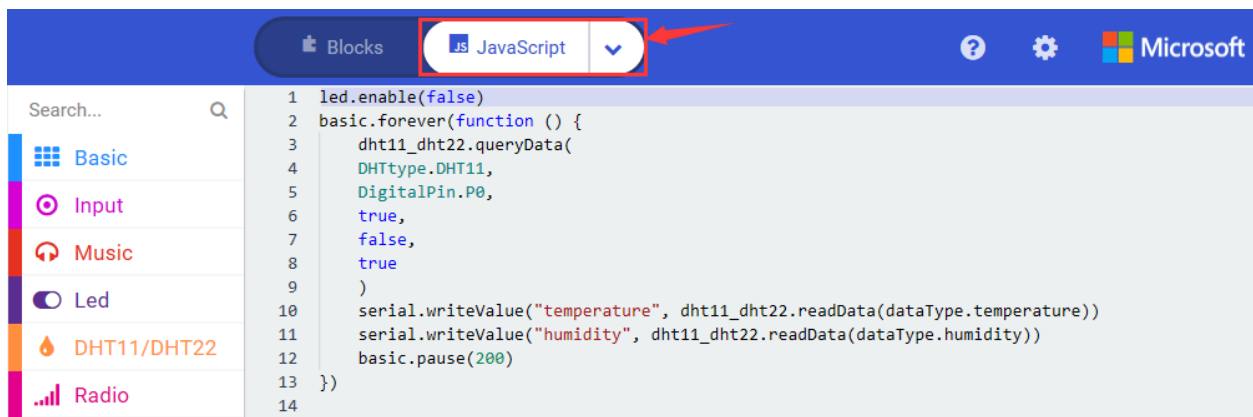 Blocks JS JavaScript ? Microsoft
Search...
Basic
Input
Music
Led
DHT11/DHT22
Radio
1 led.enable(false)
2 basic.forever(function () {
3     dht11_dht22.queryData(
4     DHTtype.DHT11,
5     DigitalPin.P0,
6     true,
7     false,
8     true
9     )
10     serial.writeValue("temperature", dht11_dht22.readData(dataType.temperature))
11     serial.writeValue("humidity", dht11_dht22.readData(dataType.humidity))
12     basic.pause(200)
13 })
14